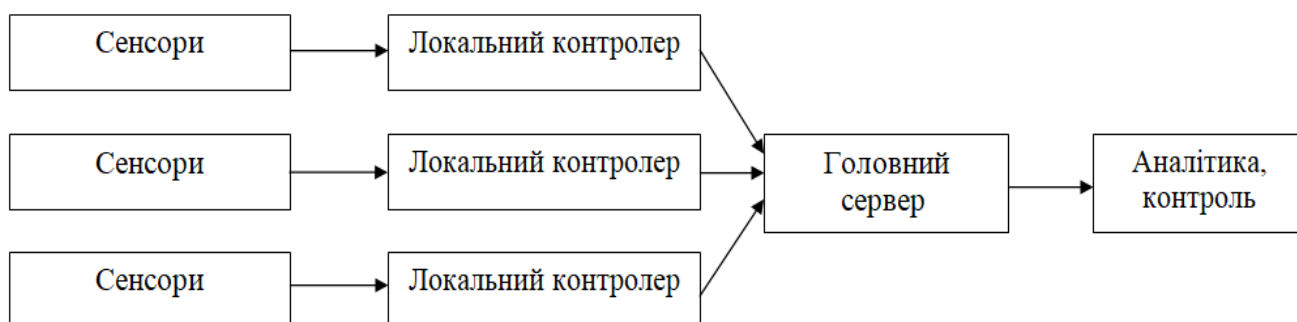 Сенсори
Локальний контролер
Сенсори
Локальний контролер
Головний
сервер
Аналітика,
контроль
Сенсори
Локальний контролер